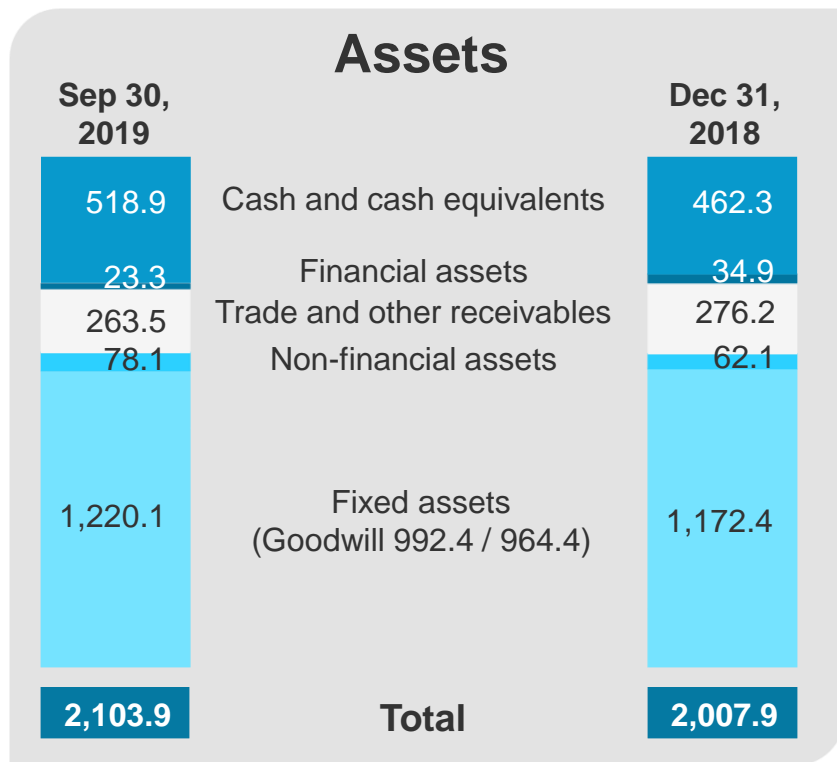 Assets
Sep 30,
2019
Dec 31,
2018
518.9 Cash and cash equivalents 462.3
23.3 Financial assets 34.9
263.5 Trade and other receivables 276.2
78.1 Non-financial assets 62.1
1,220.1 Fixed assets 1,172.4
(Goodwill 992.4 / 964.4)
2,103.9 Total 2,007.9